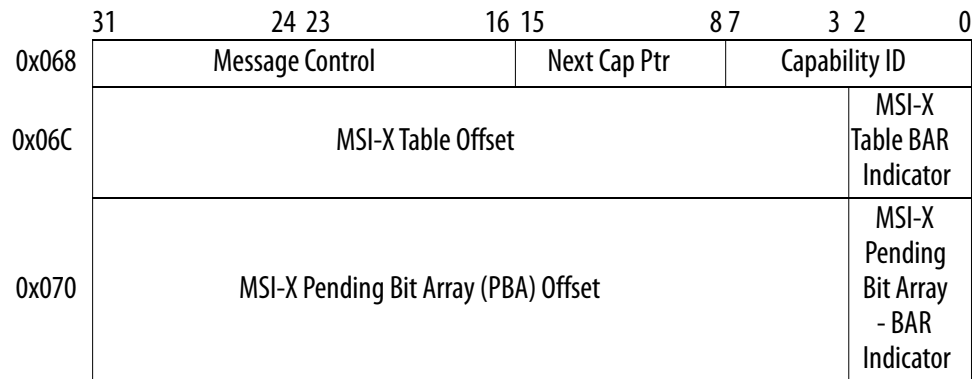 31 24 23 16 15 8 7 3 2 0
0x068 Message Control Next Cap Ptr Capability ID
0x06C MSI-X Table Offset MSI-X Table BAR Indicator
0x070 MSI-X Pending Bit Array (PBA) Offset MSI-X Pending Bit Array - BAR Indicator